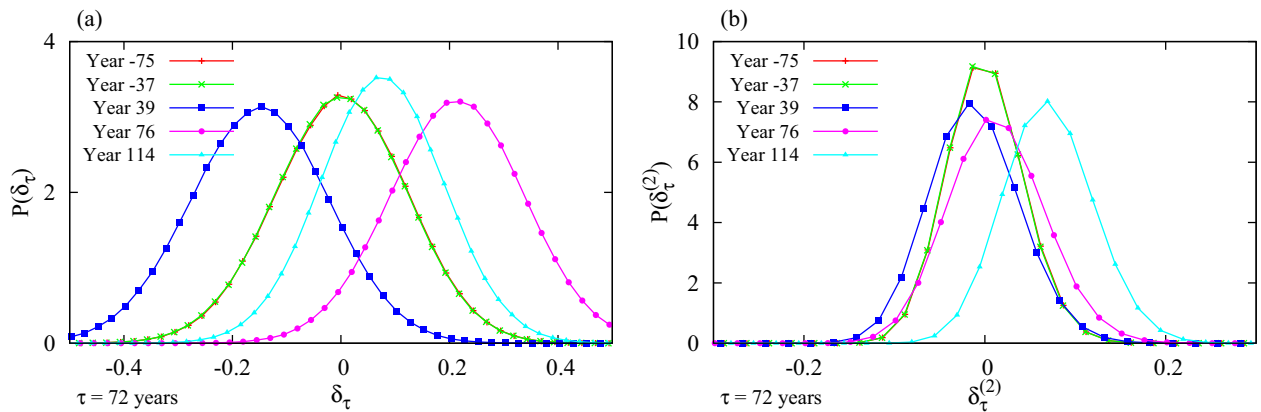 (a)
P(δτ)
4
2
0
Year -75
Year -37
Year 39
Year 76
Year 114
-0.4 -0.2 0 0.2 0.4
τ = 72 years
δτ
(b)
P(δτ(2))
10
8
6
4
2
0
Year -75
Year -37
Year 39
Year 76
Year 114
-0.2 0 0.2
τ = 72 years
δτ(2)